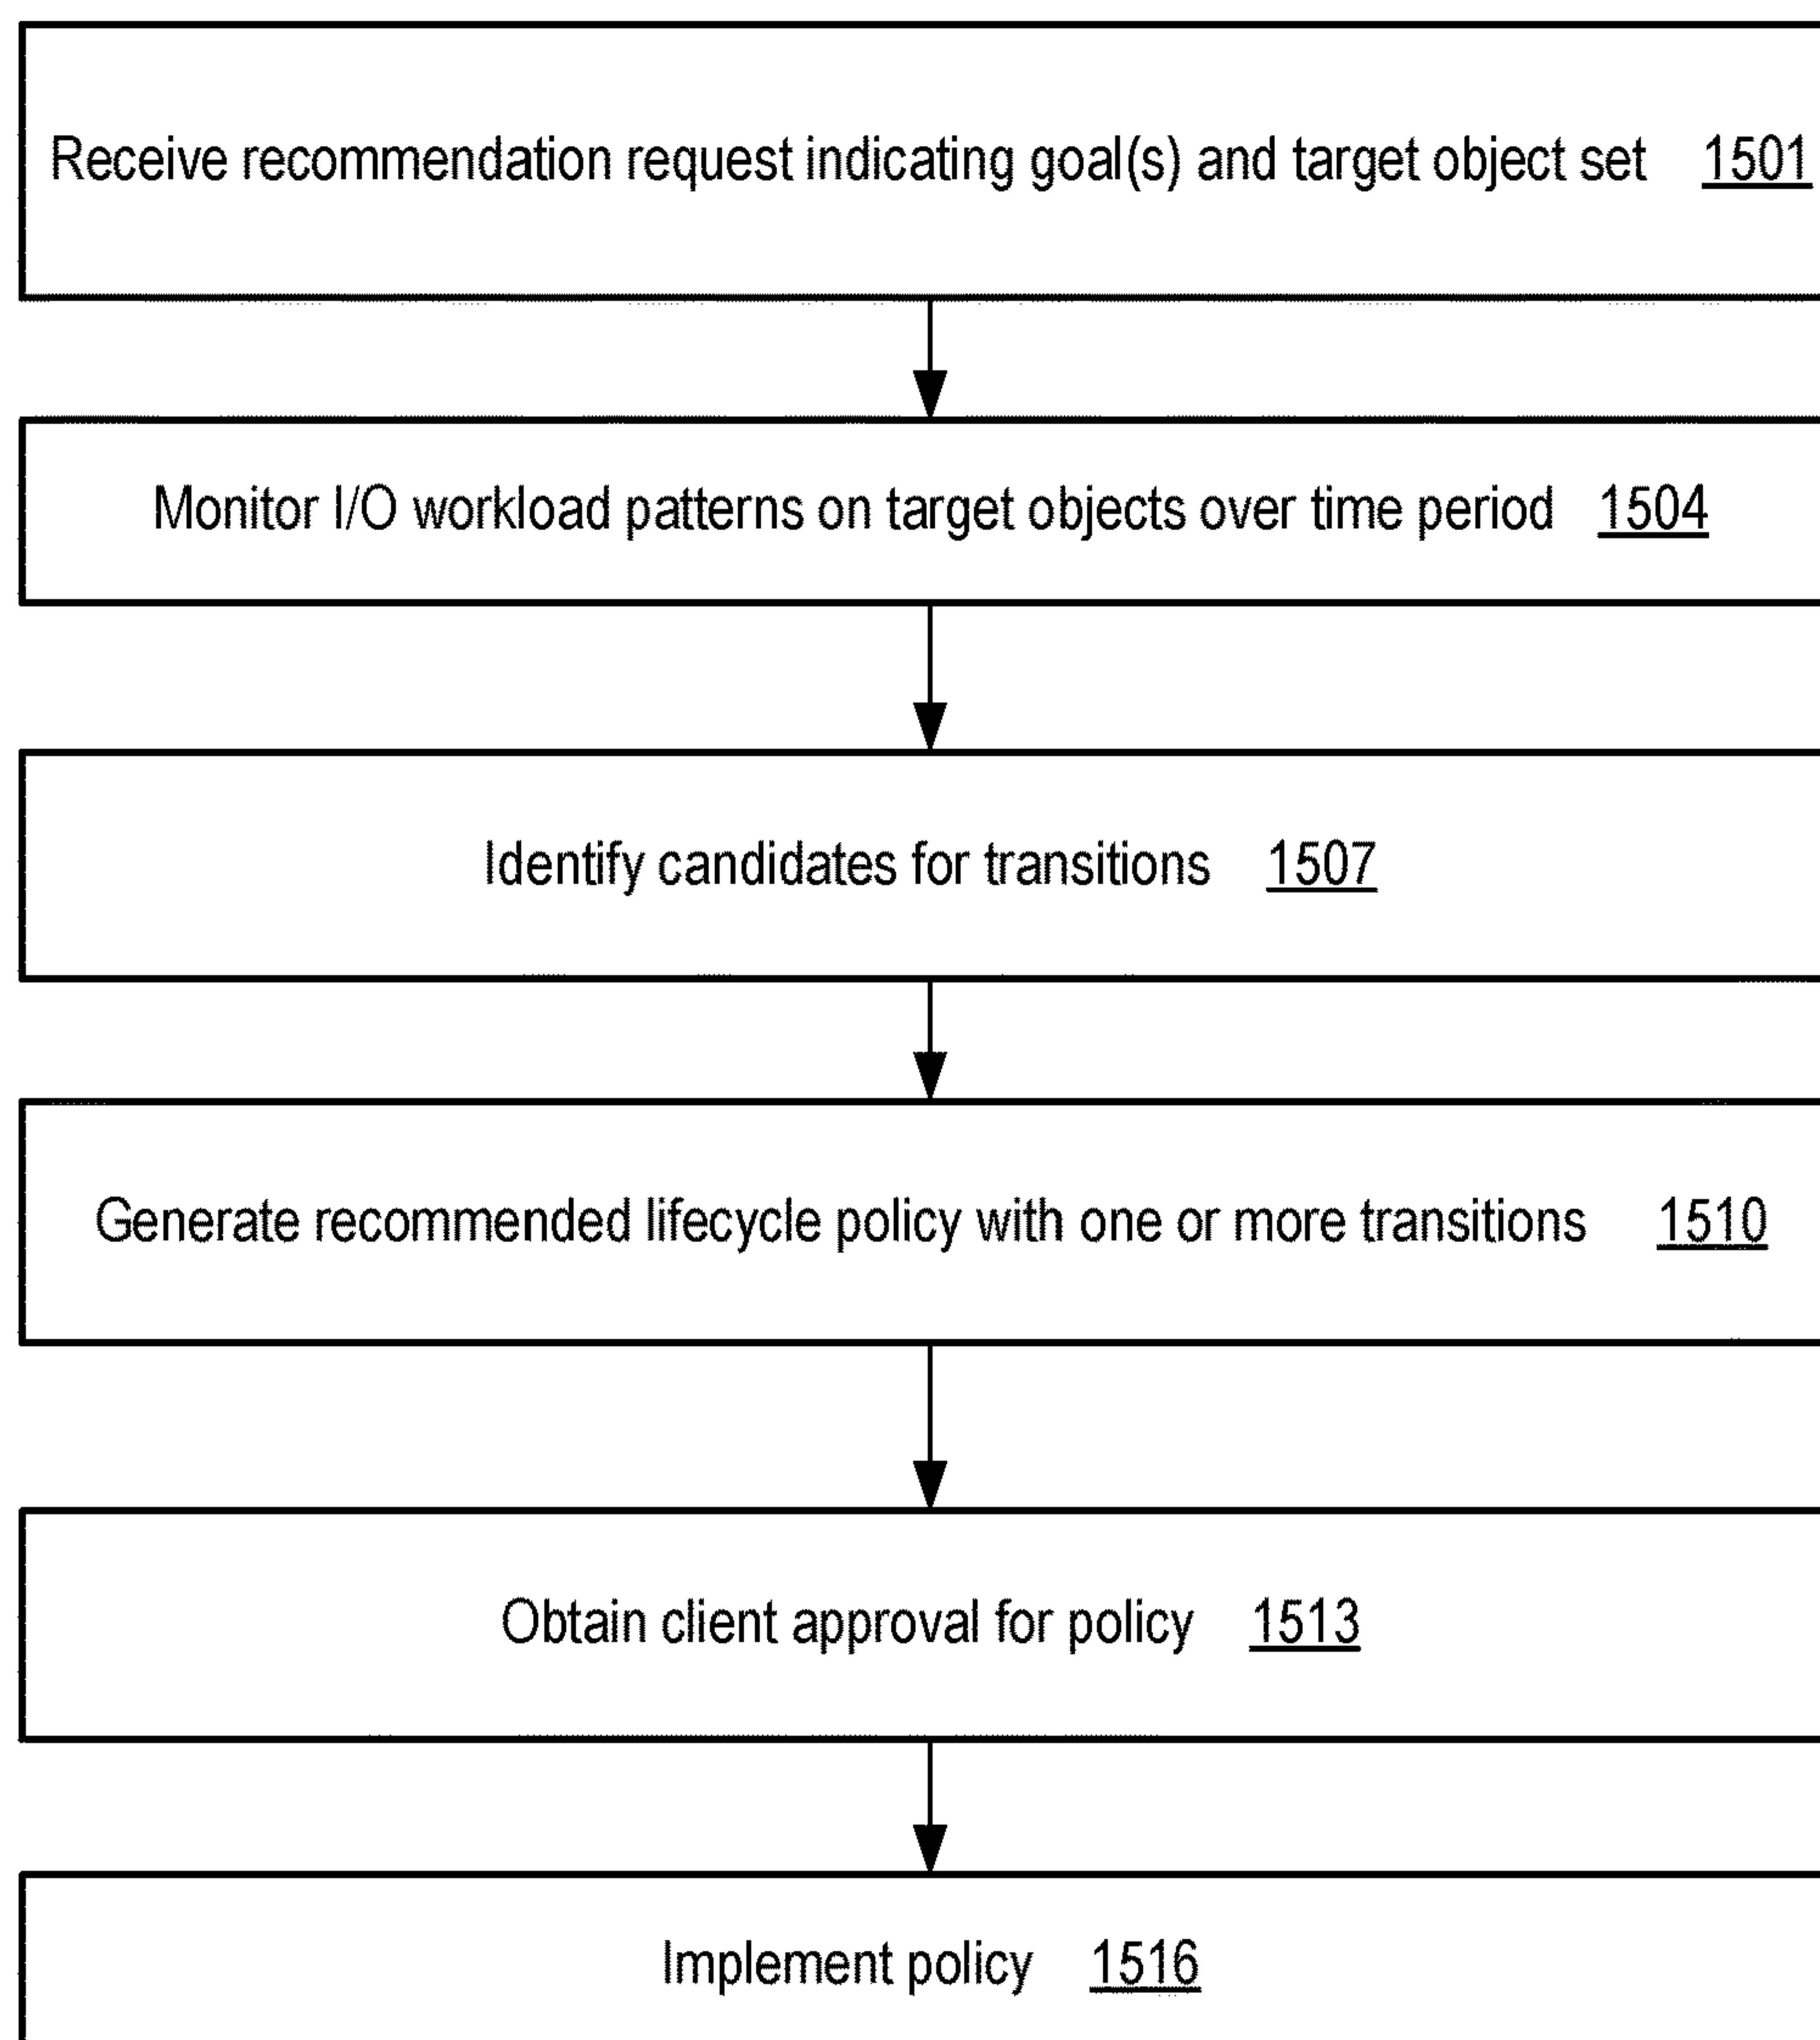 Receive recommendation request indicating goal(s) and target object set 1501
Monitor I/O workload patterns on target objects over time period 1504
Identify candidates for transitions 1507
Generate recommended lifecycle policy with one or more transitions 1510
Obtain client approval for policy 1513
Implement policy 1516